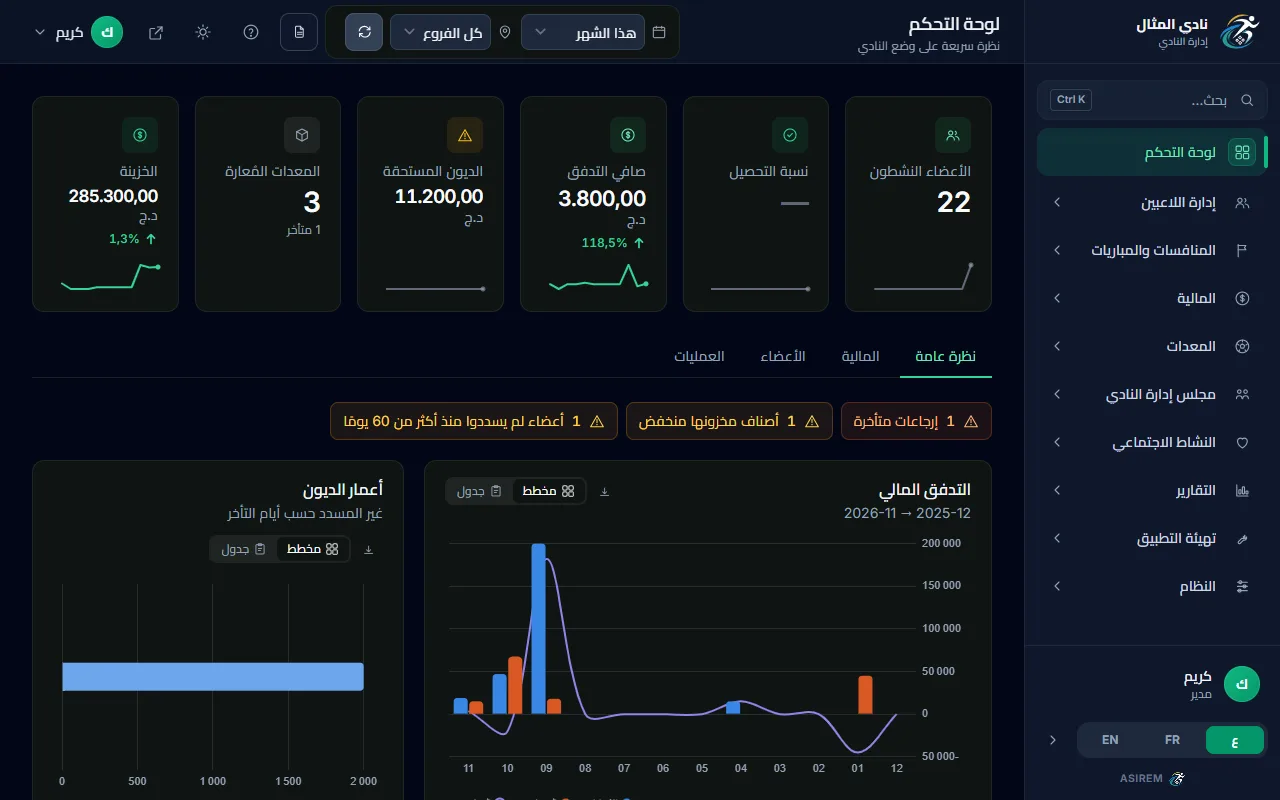 نادي المثال
إدارة النادي
بحث...
Ctrl K
لوحة التحكم
إدارة اللاعبين
المنافسات والمباريات
المالية
المعدات
مجلس إدارة النادي
النشاط الاجتماعي
التقارير
تهيئة التطبيق
النظام
ك
كريم
مدير
ع
FR
EN
ASIREM
لوحة التحكم
نظرة سريعة على وضع النادي
هذا الشهر
كل الفروع
ك
كريم
الأعضاء النشطون
22
نسبة التحصيل
—
صافي التدفق
3.800,00
د.ج
118,5%
الديون المستحقة
11.200,00
د.ج
المعدات المُعارة
3
1 متأخر
الخزينة
285.300,00
د.ج
1,3%
نظرة عامة
المالية
الأعضاء
العمليات
1 إرجاعات متأخرة
1 أصناف مخزونها منخفض
1 أعضاء لم يسددوا منذ أكثر من 60 يومًا
التدفق المالي
2025-12 → 2026-11
مخطط
جدول
200 000
150 000
100 000
50 000
0
50 000-
11 10 09 08 07 06 05 04 03 02 01 12
أعمار الديون
غير المسدد حسب أيام التأخر
مخطط
جدول
0 500 1 000 1 500 2 000